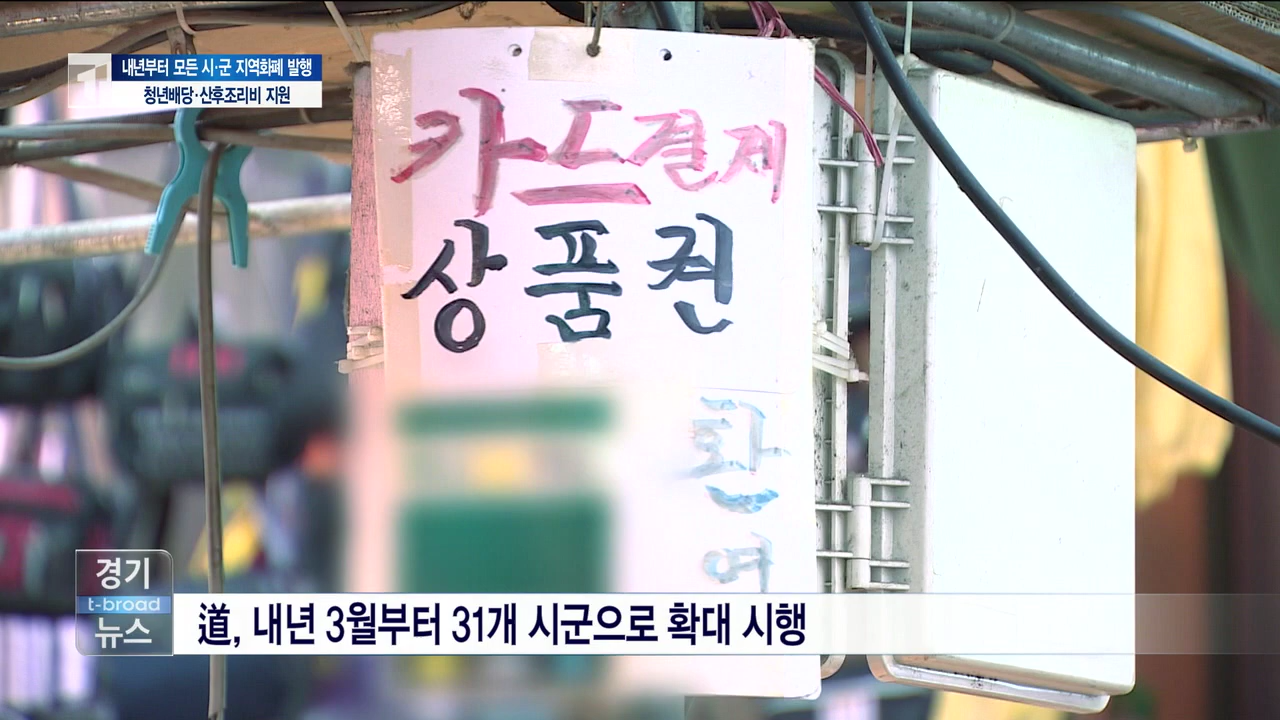 내년부터 모든 시·군 지역화폐 발행
청년배당·산후조리비 지원
카드결제
상품권
환
여
경기
t-broad
뉴스
道, 내년 3월부터 31개 시군으로 확대 시행